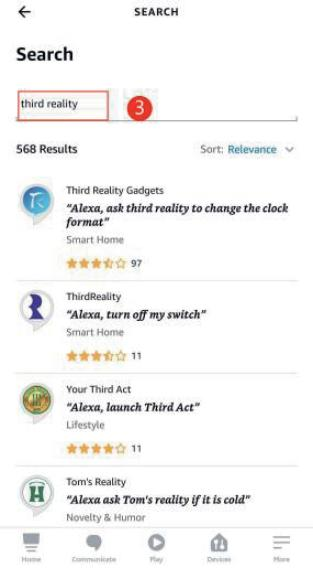 SEARCH
Search
third reality
3
568 Results
Sort: Relevance
Third Reality Gadgets
“Alexa, ask third reality to change the clock
format”
Smart Home
97
ThirdReality
“Alexa, turn off my switch”
Smart Home
11
Your Third Act
“Alexa, launch Third Act”
Lifestyle
11
Tom's Reality
“Alexa ask Tom's reality if it is cold”
Novelty & Humor
Home
Communicate
Play
Devices
More